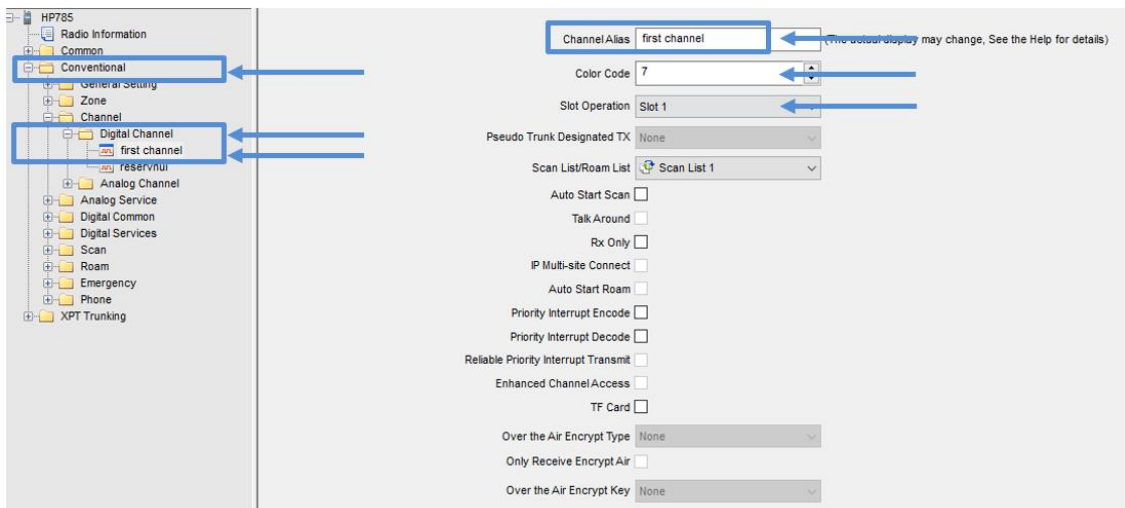 HP785
Radio Information
Common
Conventional
General Setting
Zone
Channel
Digital Channel
first channel
reservnui
Analog Channel
Analog Service
Digital Common
Digital Services
Scan
Roam
Emergency
Phone
XPT Trunking
Channel Alias first channel (The actual display may change, See the Help for details)
Color Code 7
Slot Operation Slot 1
Pseudo Trunk Designated TX None
Scan List/Roam List Scan List 1
Auto Start Scan
Talk Around
Rx Only
IP Multi-site Connect
Auto Start Roam
Priority Interrupt Encode
Priority Interrupt Decode
Reliable Priority Interrupt Transmit
Enhanced Channel Access
TF Card
Over the Air Encrypt Type None
Only Receive Encrypt Air
Over the Air Encrypt Key None